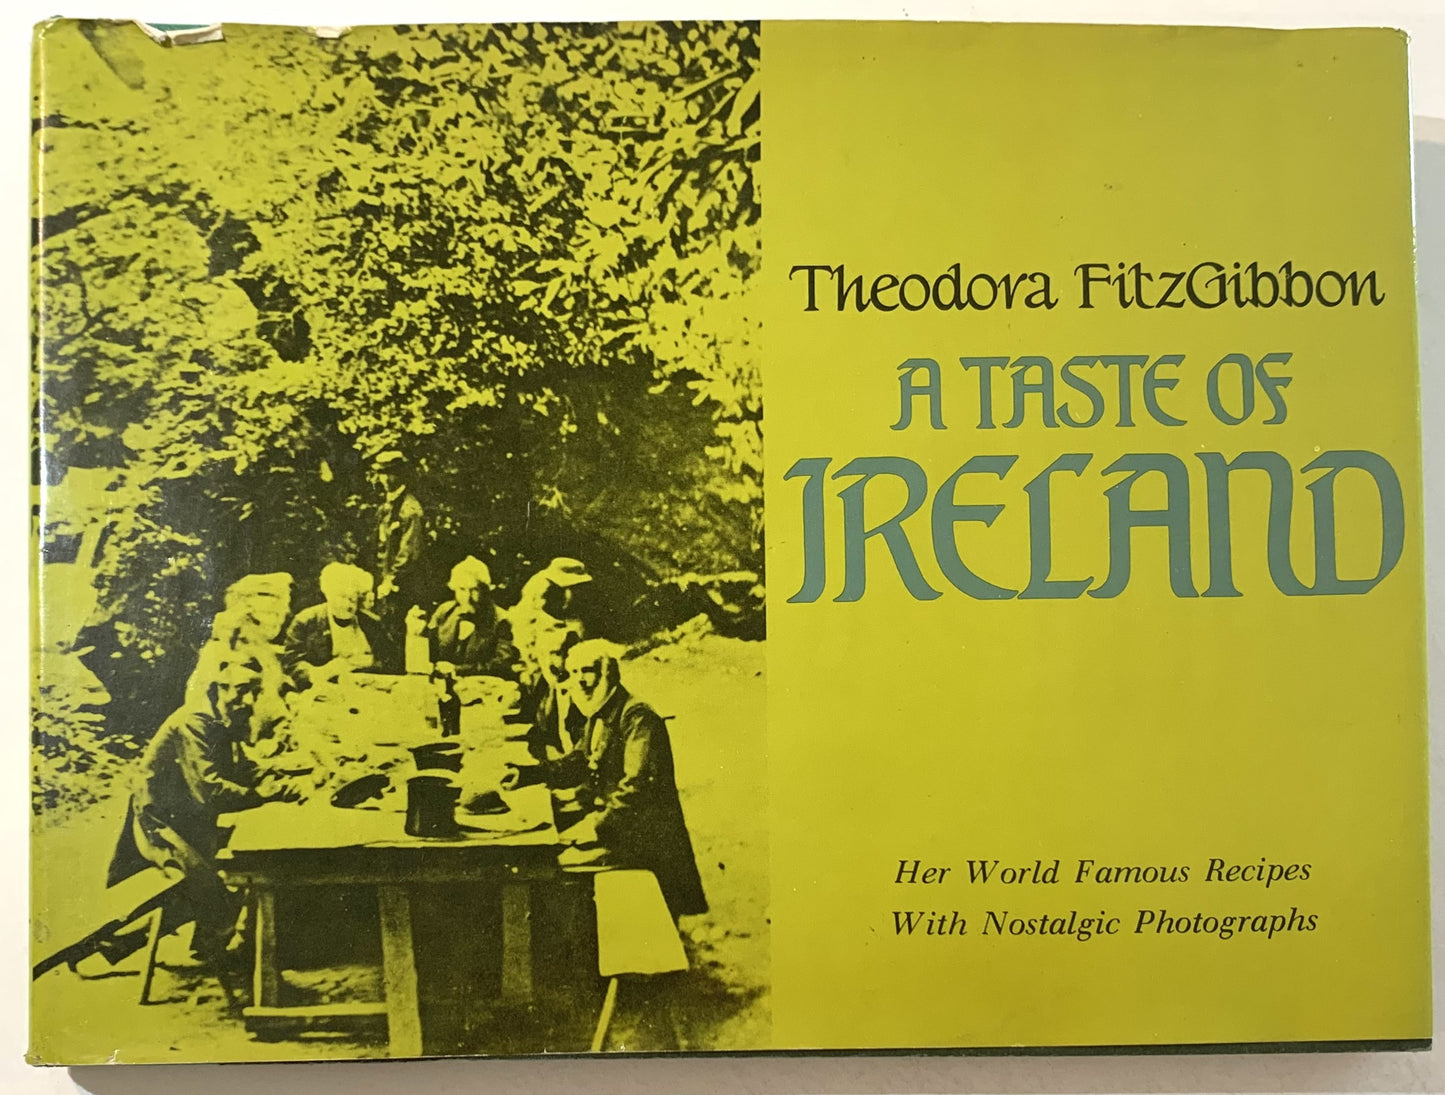 Theodora FitzGibbon
A TASTE OF
IRELAND
Her World Famous Recipes
With Nostalgic Photographs